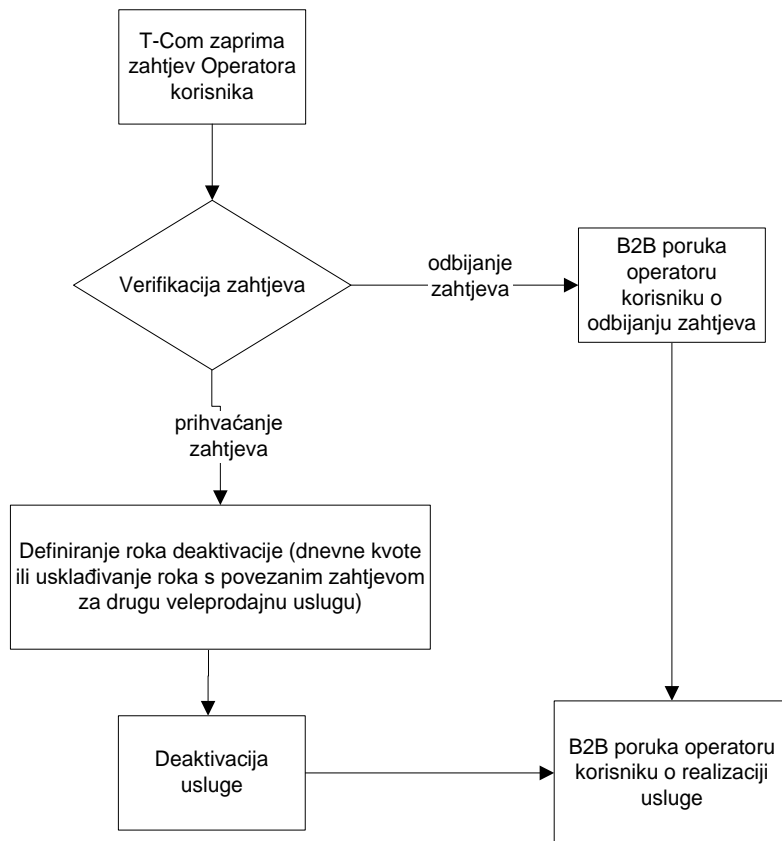 T-Com zaprima
zahtjev Operatora
korisnika
Verifikacija zahtjeva
odbijanje
zahtjeva
B2B poruka
operatoru
korisniku o
odbijanju zahtjeva
prihvaćanje
zahtjeva
Definiranje roka deaktivacije (dnevne kvote
ili usklađivanje roka s povezanim zahtjevom
za drugu veleprodajnu uslugu)
Deaktivacija
usluge
B2B poruka operatoru
korisniku o realizaciji
usluge